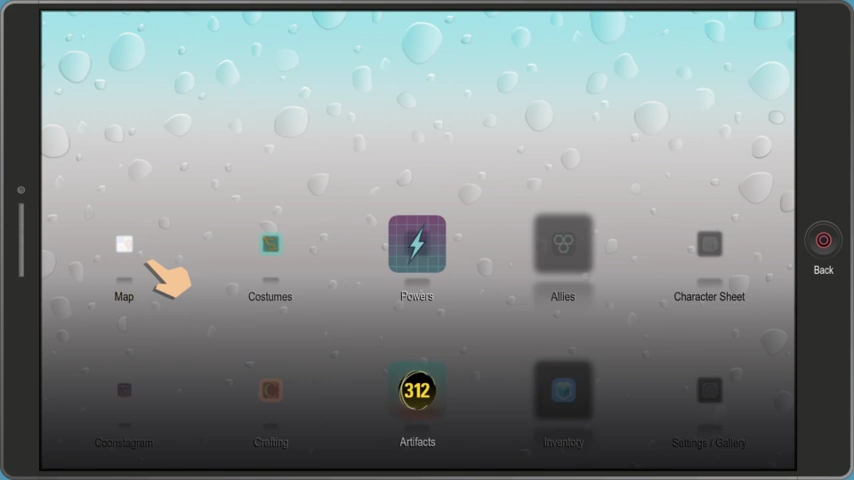 Map
Costumes
Powers
Allies
Character Sheet
Back
312
Coonstagram
Crafting
Artifacts
Inventory
Settings / Gallery